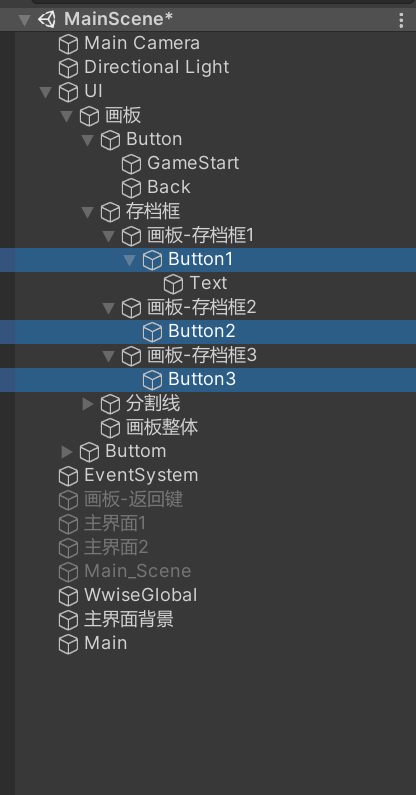 MainScene*
Main Camera
Directional Light
UI
画板
Button
GameStart
Back
存档框
画板-存档框1
Button1
Text
画板-存档框2
Button2
画板-存档框3
Button3
分割线
画板整体
Buttom
EventSystem
画板-返回键
主界面1
主界面2
Main_Scene
WwiseGlobal
主界面背景
Main